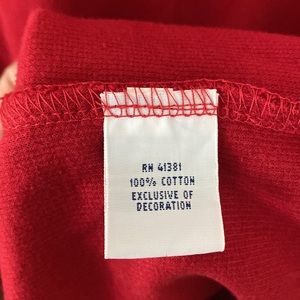 RN 41381
100% COTTON
EXCLUSIVE OF
DECORATION